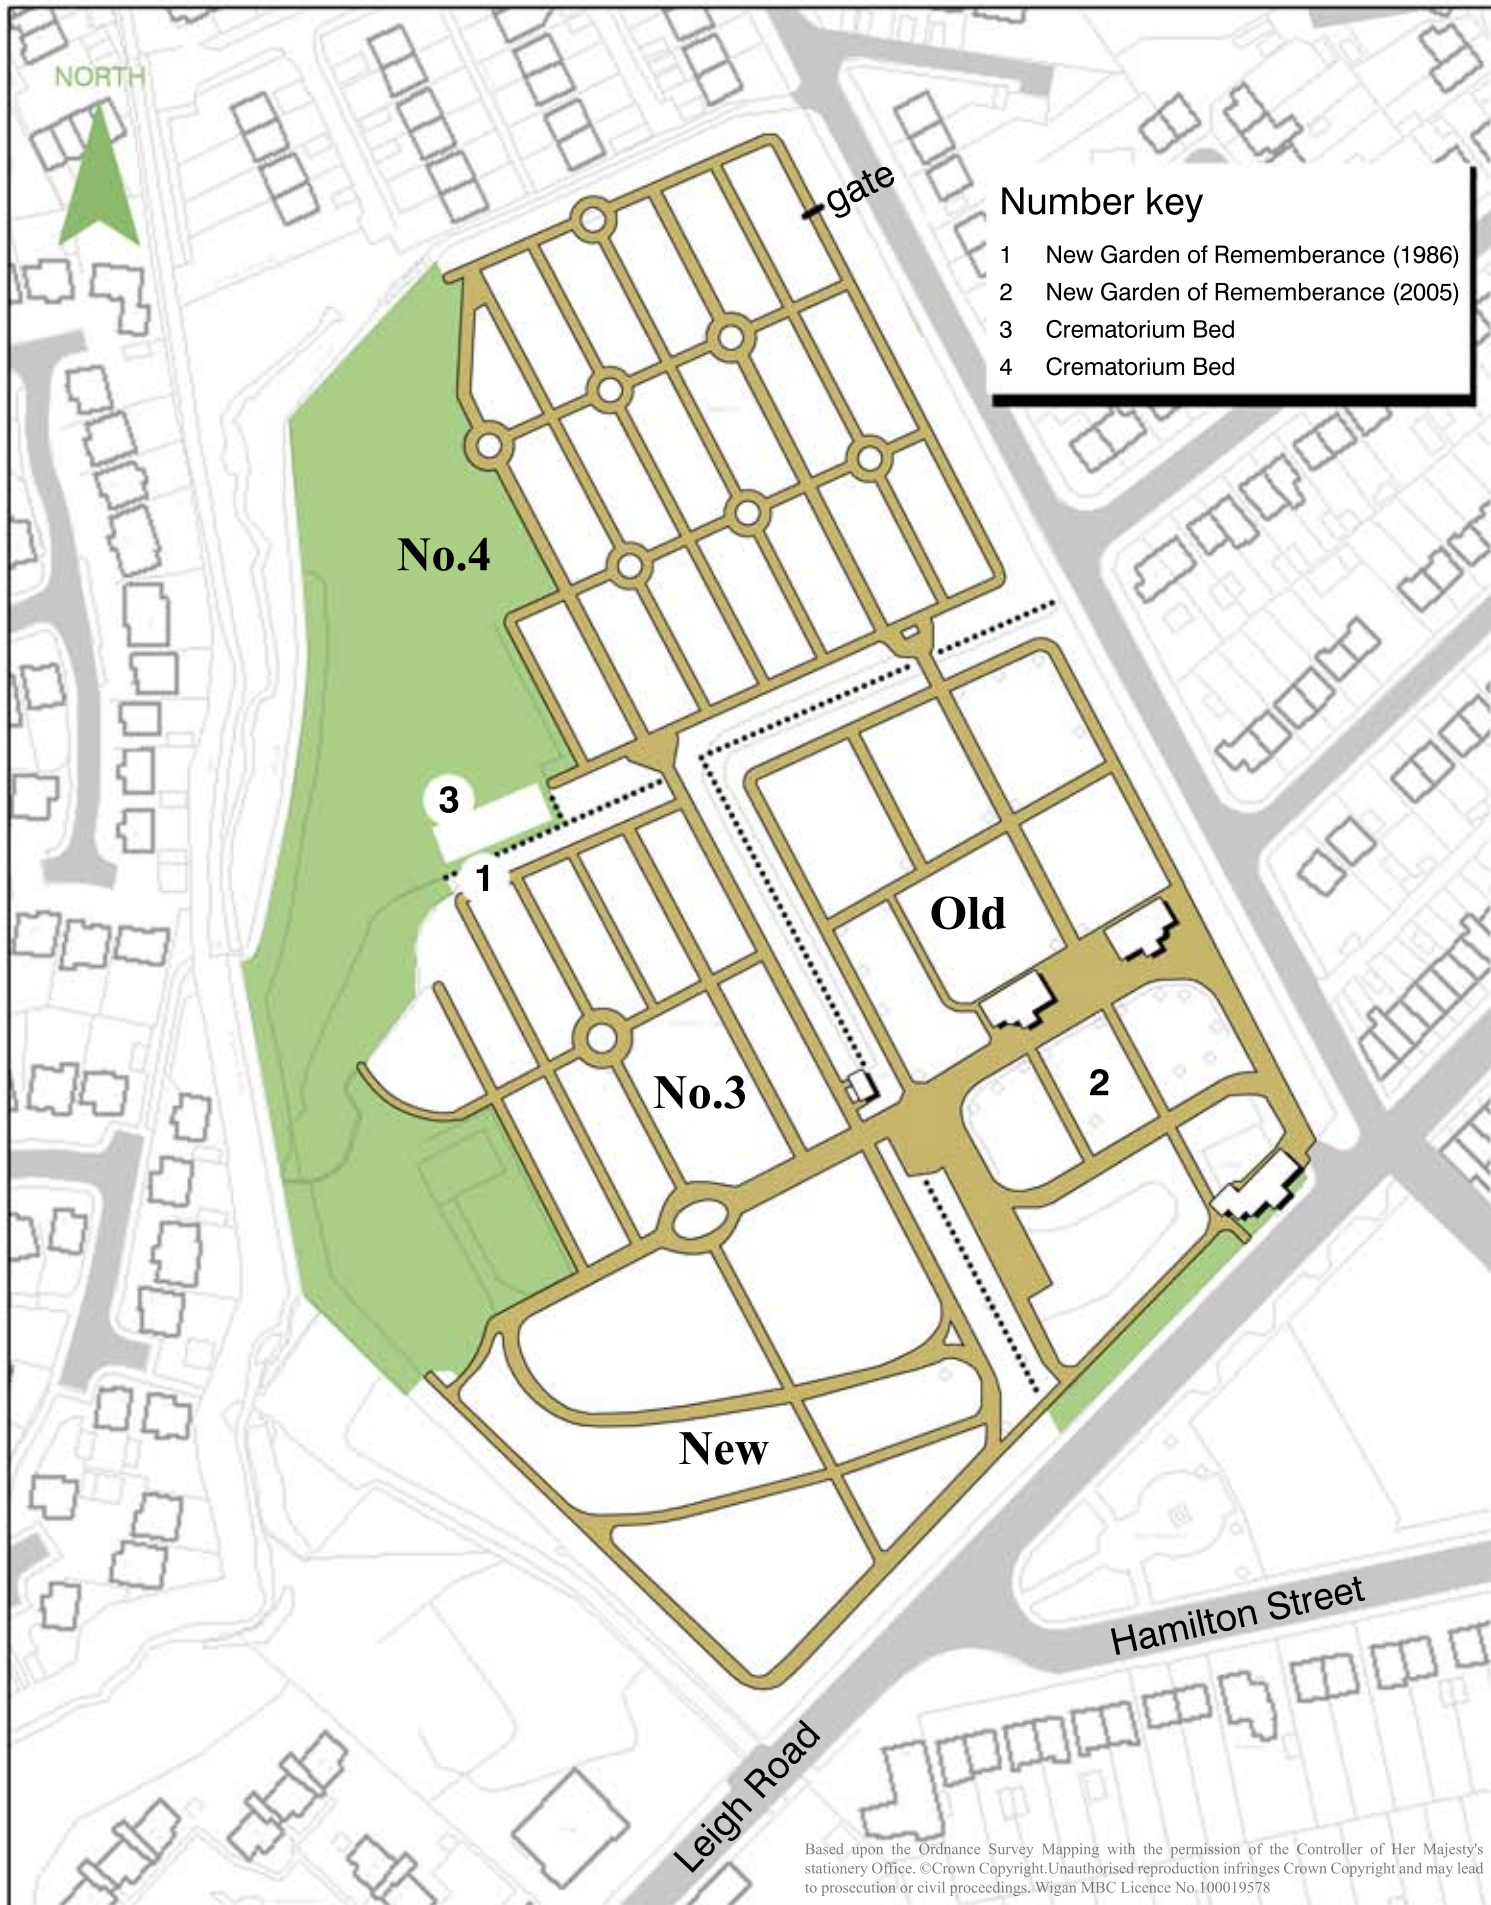 NORTH
gate
Number key
1 New Garden of Rememberance (1986)
2 New Garden of Rememberance (2005)
3 Crematorium Bed
4 Crematorium Bed
No.4
3
1
Old
No.3
2
New
Hamilton Street
Leigh Road
Based upon the Ordnance Survey Mapping with the permission of the Controller of Her Majesty's
stationery Office. ©Crown Copyright.Unauthorised reproduction infringes Crown Copyright and may lead
to prosecution or civil proceedings. Wigan MBC Licence No 100019578